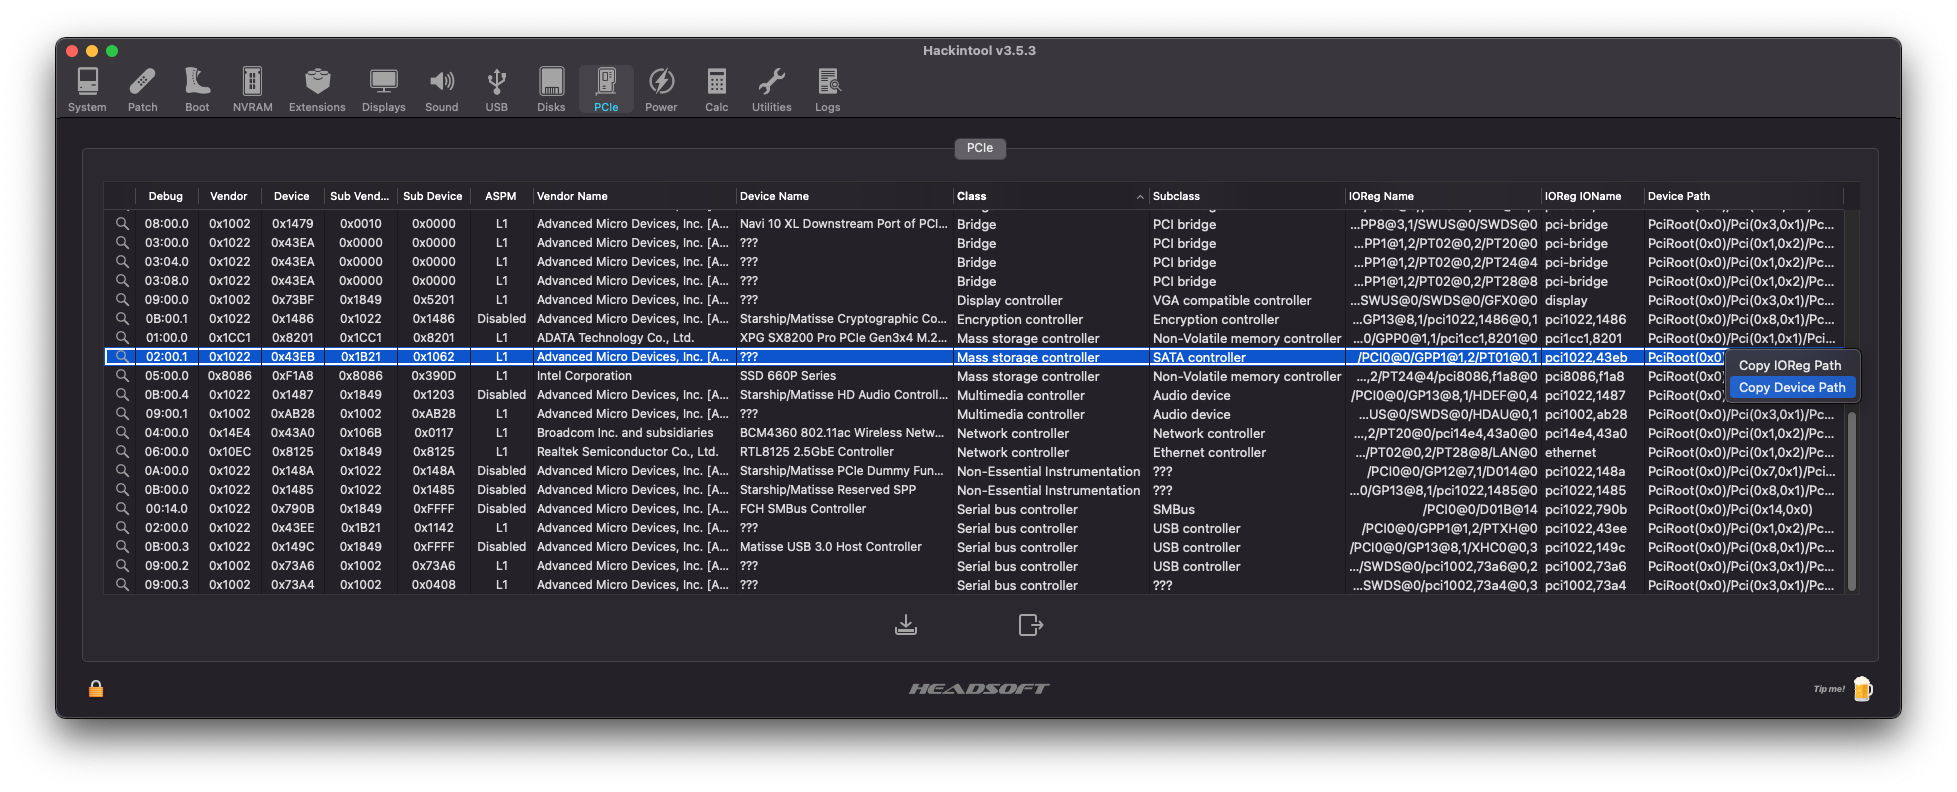 Hackintool v3.5.3
System Patch Boot NVRAM Extensions Displays Sound USB Disks PCIe Power Calc Utilities Logs
PCIe
Debug Vendor Device Sub Vend... Sub Device ASPM Vendor Name Device Name Class Subclass IOReg Name IOReg IOName Device Path
08:00.0 0x1002 0x1479 0x0010 0x0000 L1 Advanced Micro Devices, Inc. [A... Navi 10 XL Downstream Port of PCI... Bridge PCI bridge ...PP8@3,1/SWUS@0/SWDS@0 pci-bridge PciRoot(0x0)/Pci(0x3,0x1)/Pc...
03:00.0 0x1022 0x43EA 0x0000 0x0000 L1 Advanced Micro Devices, Inc. [A... ??? Bridge PCI bridge ...PP1@1,2/PT02@0,2/PT20@0 pci-bridge PciRoot(0x0)/Pci(0x1,0x2)/Pc...
03:04.0 0x1022 0x43EA 0x0000 0x0000 L1 Advanced Micro Devices, Inc. [A... ??? Bridge PCI bridge ...PP1@1,2/PT02@0,2/PT24@4 pci-bridge PciRoot(0x0)/Pci(0x1,0x2)/Pc...
03:08.0 0x1022 0x43EA 0x0000 0x0000 L1 Advanced Micro Devices, Inc. [A... ??? Bridge PCI bridge ...PP1@1,2/PT02@0,2/PT28@8 pci-bridge PciRoot(0x0)/Pci(0x1,0x2)/Pc...
09:00.0 0x1002 0x73BF 0x1849 0x5201 L1 Advanced Micro Devices, Inc. [A... ??? Display controller VGA compatible controller ...SWUS@0/SWDS@0/GFX0@0 display PciRoot(0x0)/Pci(0x3,0x1)/Pc...
0B:00.1 0x1022 0x1486 0x1022 0x1486 Disabled Advanced Micro Devices, Inc. [A... Starship/Matisse Cryptographic Co... Encryption controller Encryption controller ...GP13@8,1/pci1022,1486@0,1 pci1022,1486 PciRoot(0x0)/Pci(0x8,0x1)/Pc...
01:00.0 0x1CC1 0x8201 0x1CC1 0x8201 L1 ADATA Technology Co., Ltd. XPG SX8200 Pro PCIe Gen3x4 M.2... Mass storage controller Non-Volatile memory controller ...0/GPP0@1,1/pci1cc1,8201@0 pci1cc1,8201 PciRoot(0x0)/Pci(0x1,0x1)/Pci...
02:00.1 0x1022 0x43EB 0x1B21 0x1062 L1 Advanced Micro Devices, Inc. [A... ??? Mass storage controller SATA controller /PCI0@0/GPP1@1,2/PT01@0,1 pci1022,43eb PciRoot(0x0)
Copy IOReg Path
05:00.0 0x8086 0xF1A8 0x8086 0x390D L1 Intel Corporation SSD 660P Series Mass storage controller Non-Volatile memory controller ...,2/PT24@4/pci8086,f1a8@0 pci8086,f1a8 PciRoot(0x0)
Copy Device Path
0B:00.4 0x1022 0x1487 0x1849 0x1203 Disabled Advanced Micro Devices, Inc. [A... Starship/Matisse HD Audio Controll... Multimedia controller Audio device /PCI0@0/GP13@8,1/HDEF@0,4 pci1022,1487 PciRoot(0x0)
09:00.1 0x1002 0xAB28 0x1002 0xAB28 L1 Advanced Micro Devices, Inc. [A... ??? Multimedia controller Audio device ...US@0/SWDS@0/HDAU@0,1 pci1002,ab28 PciRoot(0x0)/Pci(0x3,0x1)/Pc...
04:00.0 0x14E4 0x43A0 0x106B 0x0117 L1 Broadcom Inc. and subsidiaries BCM4360 802.11ac Wireless Netw... Network controller Network controller ...,2/PT20@0/pci14e4,43a0@0 pci14e4,43a0 PciRoot(0x0)/Pci(0x1,0x2)/Pc...
06:00.0 0x10EC 0x8125 0x1849 0x8125 L1 Realtek Semiconductor Co., Ltd. RTL8125 2.5GbE Controller Network controller Ethernet controller .../PT02@0,2/PT28@8/LAN@0 ethernet PciRoot(0x0)/Pci(0x1,0x2)/Pc...
0A:00.0 0x1022 0x148A 0x1022 0x148A Disabled Advanced Micro Devices, Inc. [A... Starship/Matisse PCIe Dummy Fun... Non-Essential Instrumentation ??? /PCI0@0/GP12@7,1/D014@0 pci1022,148a PciRoot(0x0)/Pci(0x7,0x1)/Pci...
0B:00.0 0x1022 0x1485 0x1022 0x1485 Disabled Advanced Micro Devices, Inc. [A... Starship/Matisse Reserved SPP Non-Essential Instrumentation ??? ...0/GP13@8,1/pci1022,1485@0 pci1022,1485 PciRoot(0x0)/Pci(0x8,0x1)/Pc...
00:14.0 0x1022 0x790B 0x1849 0xFFFF Disabled Advanced Micro Devices, Inc. [A... FCH SMBus Controller Serial bus controller SMBus /PCI0@0/D01B@14 pci1022,790b PciRoot(0x0)/Pci(0x14,0x0)
02:00.0 0x1022 0x43EE 0x1B21 0x1142 L1 Advanced Micro Devices, Inc. [A... ??? Serial bus controller USB controller /PCI0@0/GPP1@1,2/PTXH@0 pci1022,43ee PciRoot(0x0)/Pci(0x1,0x2)/Pc...
0B:00.3 0x1022 0x149C 0x1849 0xFFFF Disabled Advanced Micro Devices, Inc. [A... Matisse USB 3.0 Host Controller Serial bus controller USB controller /PCI0@0/GP13@8,1/XHC0@0,3 pci1022,149c PciRoot(0x0)/Pci(0x8,0x1)/Pc...
09:00.2 0x1002 0x73A6 0x1002 0x73A6 L1 Advanced Micro Devices, Inc. [A... ??? Serial bus controller USB controller .../SWDS@0/pci1002,73a6@0,2 pci1002,73a6 PciRoot(0x0)/Pci(0x3,0x1)/Pc...
09:00.3 0x1002 0x73A4 0x1002 0x0408 L1 Advanced Micro Devices, Inc. [A... ??? Serial bus controller ??? ...SWDS@0/pci1002,73a4@0,3 pci1002,73a4 PciRoot(0x0)/Pci(0x3,0x1)/Pc...
HEADSOFT
Tip me!